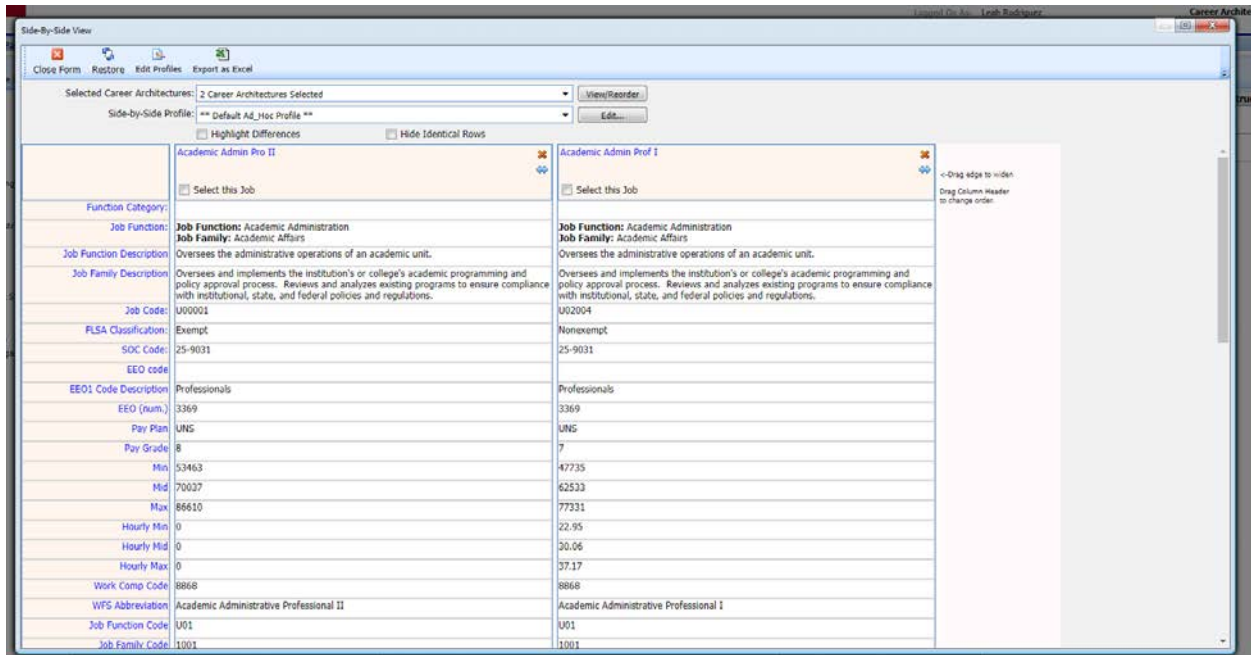 Logged On As: Leah Rodriguez Career Archite
Side-By-Side View
Close Form Restore Edit Profiles Export as Excel
Selected Career Architectures: 2 Career Architectures Selected View/Reorder
Side-by-Side Profile: ** Default Ad_Hoc Profile ** Edit...
Highlight Differences Hide Identical Rows
Academic Admin Pro II Academic Admin Prof I
<-Drag edge to widen
Select this Job Select this Job Drag Column Header
to change order.
Function Category:
Job Function: Job Function: Academic Administration Job Function: Academic Administration
Job Family: Academic Affairs Job Family: Academic Affairs
Job Function Description Oversees the administrative operations of an academic unit. Oversees the administrative operations of an academic unit.
Job Family Description Oversees and implements the institution's or college's academic programming and Oversees and implements the institution's or college's academic programming and
policy approval process. Reviews and analyzes existing programs to ensure compliance policy approval process. Reviews and analyzes existing programs to ensure compliance
with institutional, state, and federal policies and regulations. with institutional, state, and federal policies and regulations.
Job Code: U00001 U02004
FLSA Classification: Exempt Nonexempt
SOC Code: 25-9031 25-9031
EEO code
EEO1 Code Description Professionals Professionals
EEO (num.) 3369 3369
Pay Plan UNS UNS
Pay Grade 8 7
Min 53463 47735
Mid 70037 62533
Max 86610 77331
Hourly Min 0 22.95
Hourly Mid 0 30.06
Hourly Max 0 37.17
Work Comp Code 8868 8868
WFS Abbreviation Academic Administrative Professional II Academic Administrative Professional I
Job Function Code U01 U01
Job Family Code 1001 1001